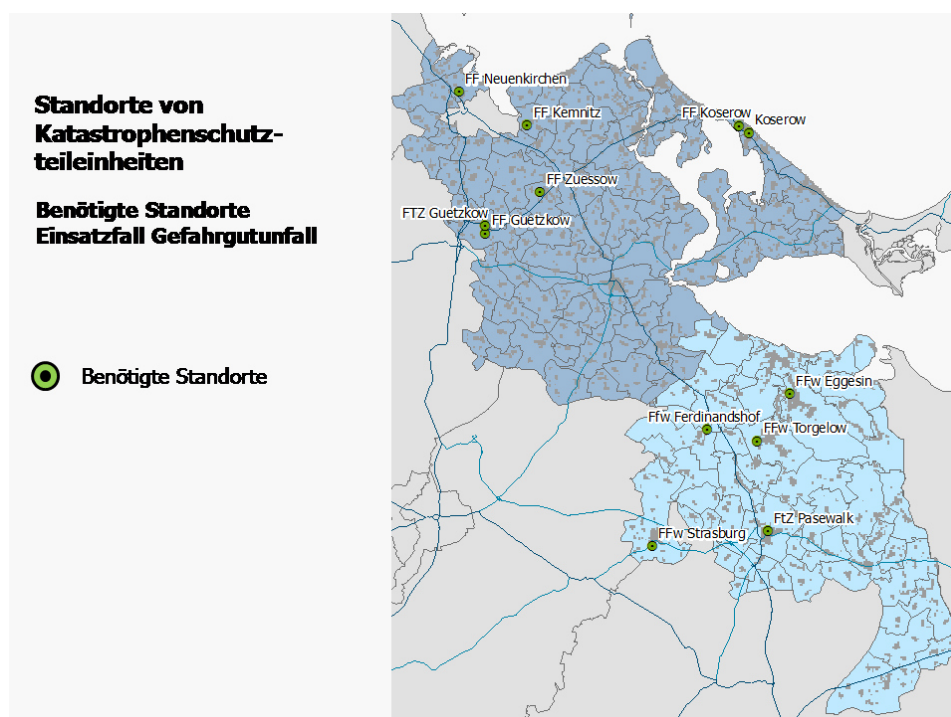 Standorte von
Katastrophenschutz-
teileinheiten
Benötigte Standorte
Einsatzfall Gefahrgutunfall
Benötigte Standorte
FF Neuenkirchen
FF Kemnitz
FF Koserow
Koserow
FF Zuessow
FTZ Guetzkow
FF Guetzkow
FFw Eggesin
Ffw Ferdinandshof
FFw Torgelow
FtZ Pasewalk
FFw Strasburg